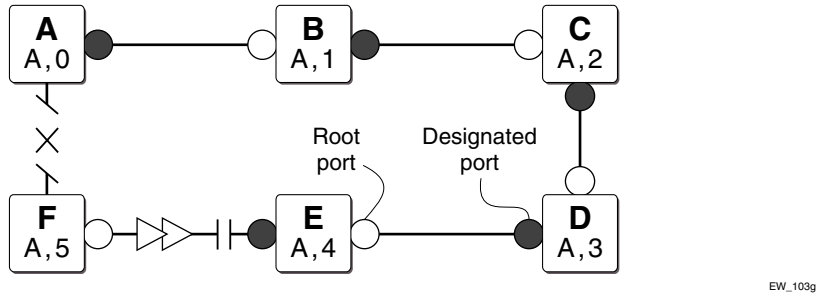 A
A,0
B
A,1
C
A,2
Root
port
Designated
port
F
A,5
E
A,4
D
A,3
EW_103g